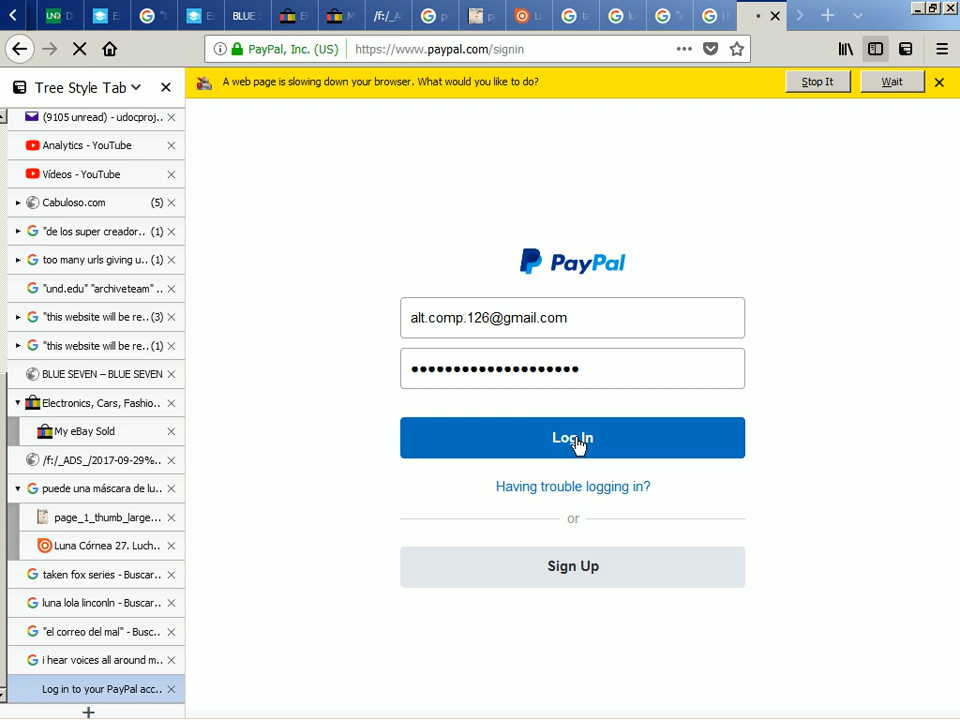 BLUE
/f:/_A
PayPal, Inc. (US) https://www.paypal.com/signin
Tree Style Tab
A web page is slowing down your browser. What would you like to do?
Stop It
Wait
(9105 unread) - udocproj..
Analytics - YouTube
Vídeos - YouTube
Cabuloso.com (5)
"de los super creador.. (1)
too many urls giving u.. (1)
"und.edu" "archiveteam" ..
"this website will be re.. (3)
"this website will be re.. (1)
BLUE SEVEN – BLUE SEVEN
Electronics, Cars, Fashio..
My eBay Sold
/f:/_ADS_/2017-09-29%..
puede una máscara de lu..
page_1_thumb_large...
Luna Córnea 27. Luch..
taken fox series - Buscar..
luna lola linconln - Buscar..
"el correo del mal" - Busc..
i hear voices all around m..
Log in to your PayPal acc..
PayPal
alt.comp.126@gmail.com
Log In
Having trouble logging in?
or
Sign Up